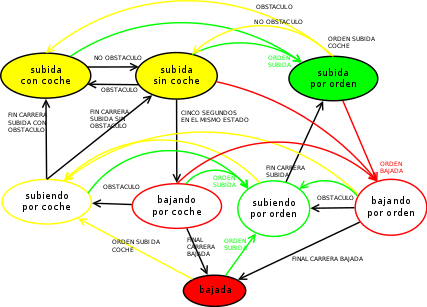 OBSTACULO
NO OBSTACULO
ORDEN SUBIDA
COCHE
NO OBSTACULO
ORDEN
SUBIDA
subida
con coche
subida
sin coche
subida
por orden
OBSTACULO
FIN CARRERA
SUBIDA CON
OBSTACULO
FIN CARRERA
SUBIDA SIN
OBSTACULO
CINCO SEGUNDOS
EN EL MISMO ESTADO
FIN CARRERA
SUBIDA
ORDEN
BAJADA
ORDEN
SUBIDA
OBSTACULO
OBSTACULO
subiendo
por coche
bajando
por coche
subiendo
por orden
bajando
por orden
ORDEN SUBIDA
COCHE
FINAL
CARRERA
BAJADA
ORDEN
SUBIDA
FINAL CARRERA BAJADA
bajada